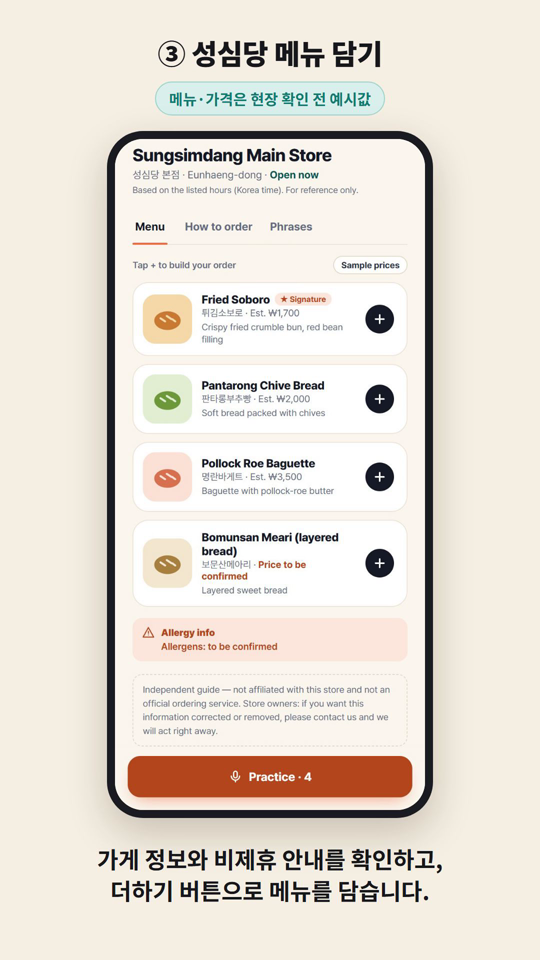 ③ 성심당 메뉴 담기
메뉴·가격은 현장 확인 전 예시값
Sungsimdang Main Store
성심당 본점 · Eunhaeng-dong · Open now
Based on the listed hours (Korea time). For reference only.
Menu How to order Phrases
Tap + to build your order Sample prices
Fried Soboro ★ Signature
튀김소보로 · Est. ₩1,700
Crispy fried crumble bun, red bean
filling
Pantarong Chive Bread
판타롱부추빵 · Est. ₩2,000
Soft bread packed with chives
Pollock Roe Baguette
명란바게트 · Est. ₩3,500
Baguette with pollock-roe butter
Bomunsan Meari (layered
bread)
보문산메아리 · Price to be
confirmed
Layered sweet bread
Allergy info
Allergens: to be confirmed
Independent guide — not affiliated with this store and not an
official ordering service. Store owners: if you want this
information corrected or removed, please contact us and we
will act right away.
Practice · 4
가게 정보와 비제휴 안내를 확인하고,
더하기 버튼으로 메뉴를 담습니다.